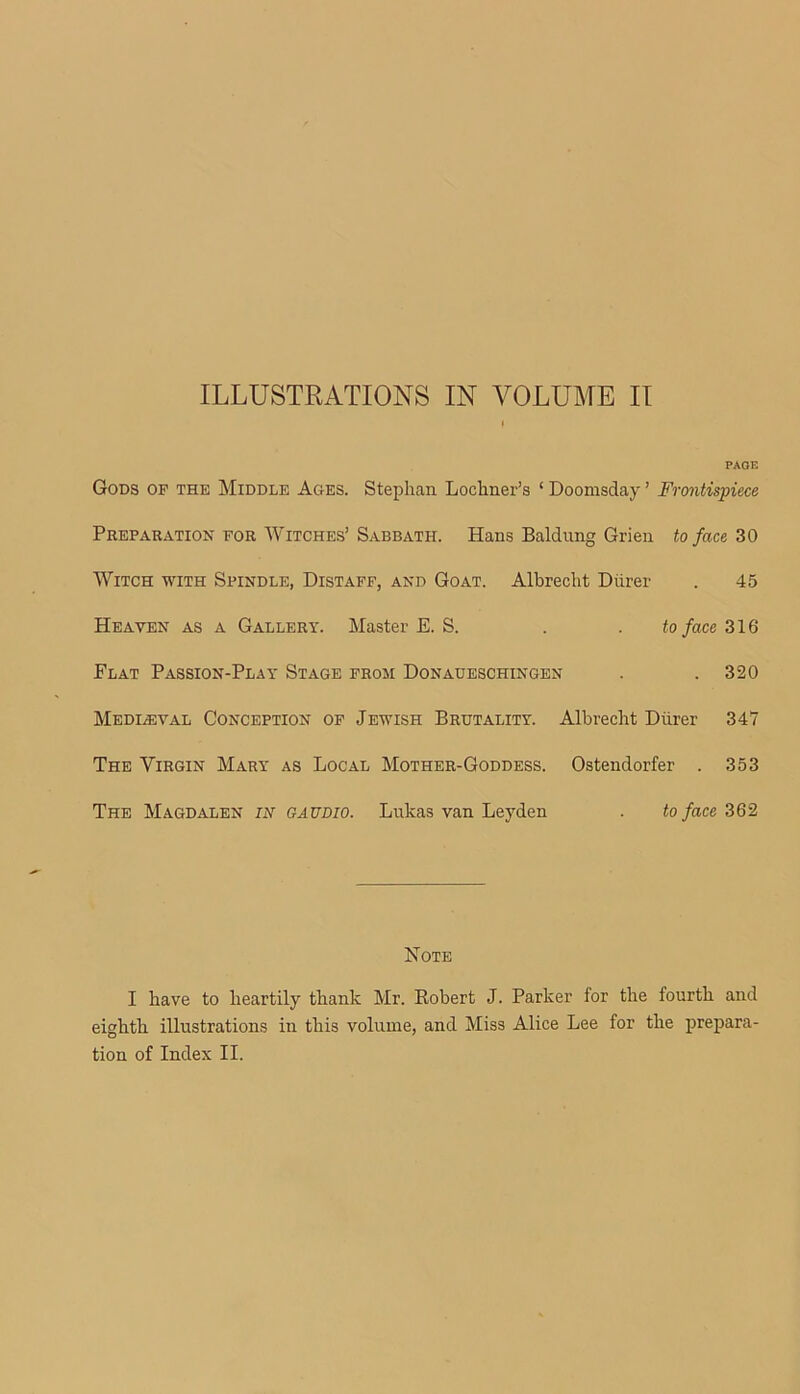 ILLUSTRATIONS IN VOLUME II
PAGE
Gods of the Middle Ages. Stephan Lochner's ‘Doomsday’ Frontispiece
Preparation for Witches’ Sabbath. Hans Baldung Grien to face 30
Witch with Spindle, Distaff, and Goat. Albrecht Dürer . 45
Heaven as a Gallery. Master E. S. . . to face 316
Flat Passion-Play Stage from Donaueschingen . . 320
Mediæval Conception of Jewish Brutality. Albrecht Dürer 347
The Virgin Mary as Local Mother-Goddess. Ostendorfer . 353
The Magdalen in gaudio. Lukas van Leyden . to face 362
Note
I have to heartily thank Mr. Robert J. Parker for the fourth and
eighth illustrations in this volume, and Miss Alice Lee for the prepara-
tion of Index II.